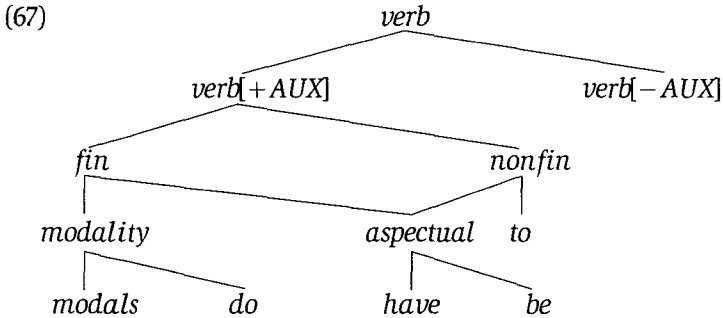 (67) verb
verb[+AUX] verb[−AUX]
fin nonfin
modality aspectual to
modals do have be